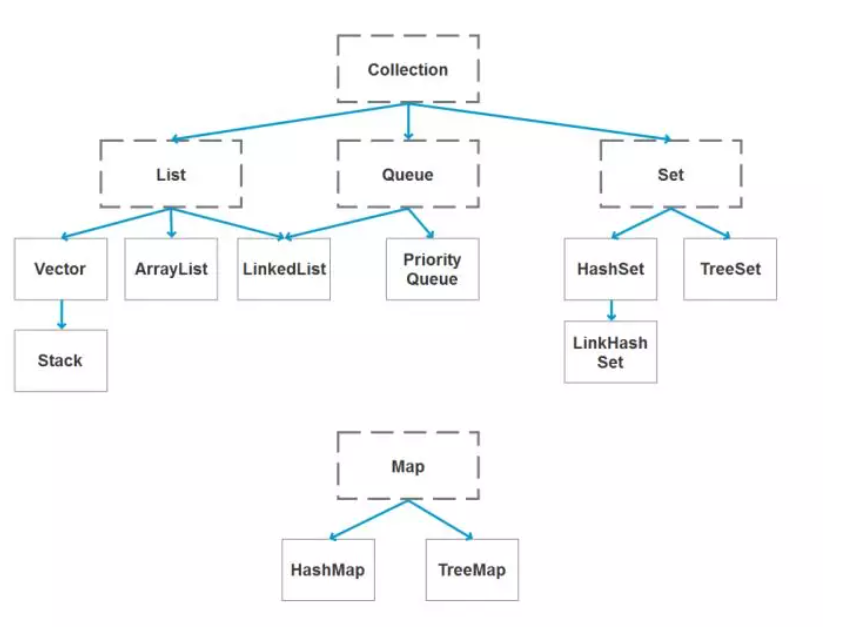 Collection
List
Queue
Set
Vector
ArrayList
LinkedList
Priority
Queue
HashSet
TreeSet
Stack
LinkHash
Set
Map
HashMap
TreeMap